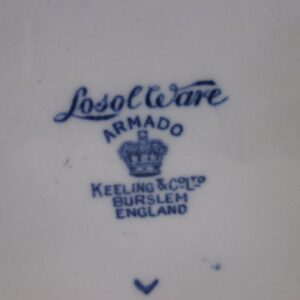 Losol Ware
ARMADO
KEELING & Co LTD
BURSLEM
ENGLAND